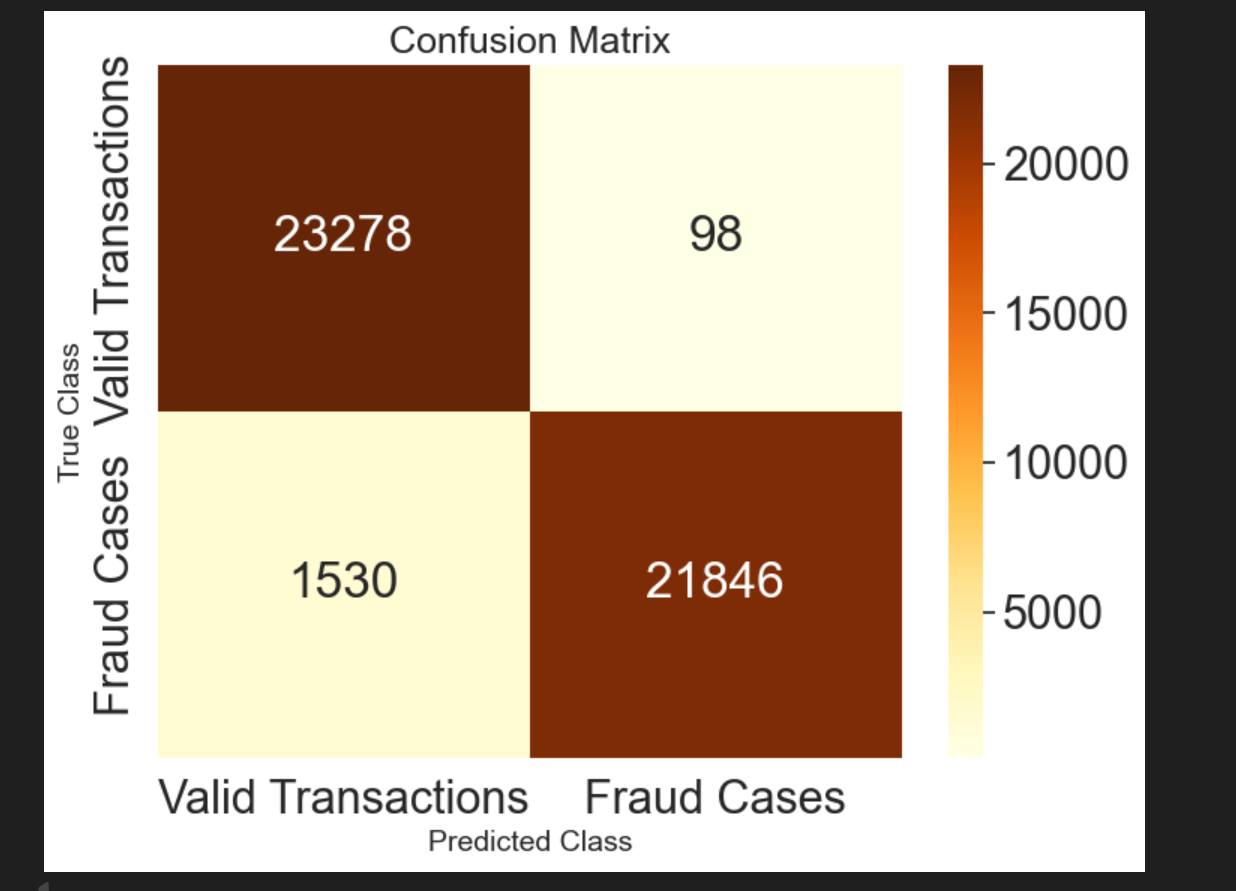 Confusion Matrix
True Class
Valid Transactions
Fraud Cases
23278
98
1530
21846
20000
15000
10000
5000
Valid Transactions
Fraud Cases
Predicted Class